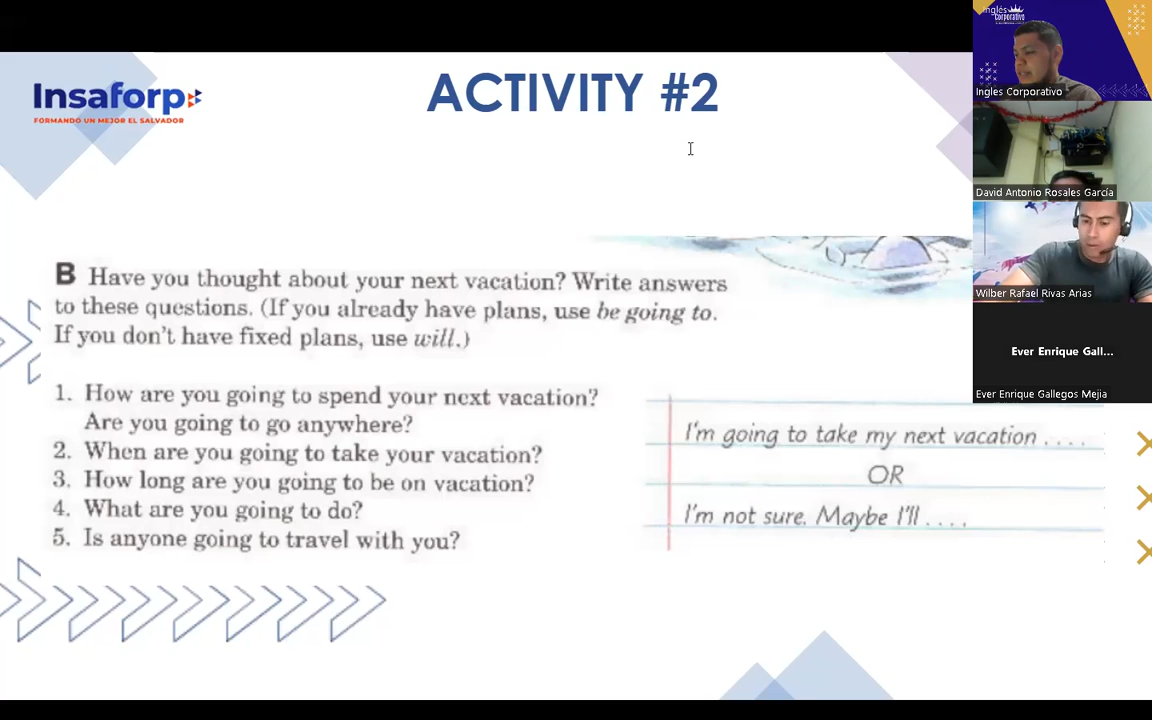 Insaforp
FORMANDO UN MEJOR EL SALVADOR
ACTIVITY #2
B Have you thought about your next vacation? Write answers
to these questions. (If you already have plans, use be going to.
If you don't have fixed plans, use will.)
1. How are you going to spend your next vacation?
Are you going to go anywhere?
2. When are you going to take your vacation?
3. How long are you going to be on vacation?
4. What are you going to do?
5. Is anyone going to travel with you?
I'm going to take my next vacation ....
OR
I'm not sure. Maybe I'll ....
Inglés
Corporativo
Ingles Corporativo
David Antonio Rosales García
Wilber Rafael Rivas Arias
Ever Enrique Gall...
Ever Enrique Gallegos Mejia